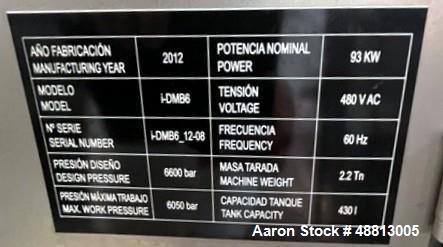 AÑO FABRICACIÓN
MANUFACTURING YEAR
2012
POTENCIA NOMINAL
POWER
93 KW
MODELO
MODEL
i-DMB6
TENSIÓN
VOLTAGE
480 V AC
Nº SERIE
SERIAL NUMBER
i-DMB6_12-08
FRECUENCIA
FREQUENCY
60 Hz
PRESIÓN DISEÑO
DESIGN PRESSURE
6600 bar
MASA TARADA
MACHINE WEIGHT
2.2 Tn
PRESIÓN MÁXIMA TRABAJO
MAX. WORK PRESSURE
6050 bar
CAPACIDAD TANQUE
TANK CAPACITY
430 l
Aaron Stock # 48813005